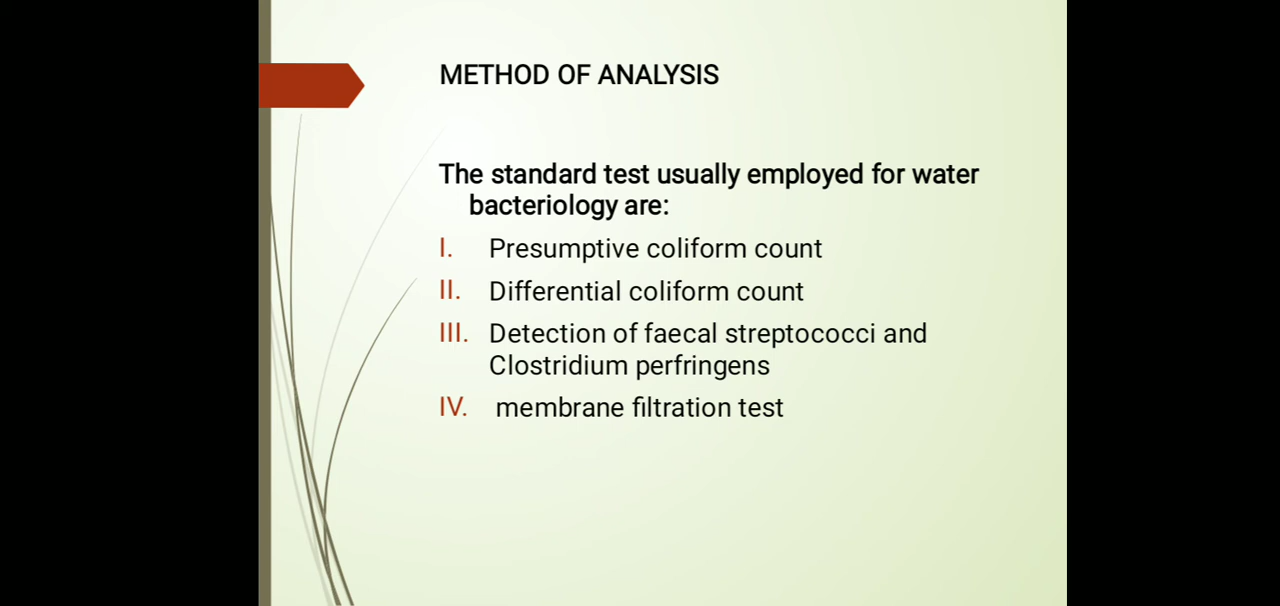 METHOD OF ANALYSIS
The standard test usually employed for water
bacteriology are:
I. Presumptive coliform count
II. Differential coliform count
III. Detection of faecal streptococci and
Clostridium perfringens
IV. membrane filtration test